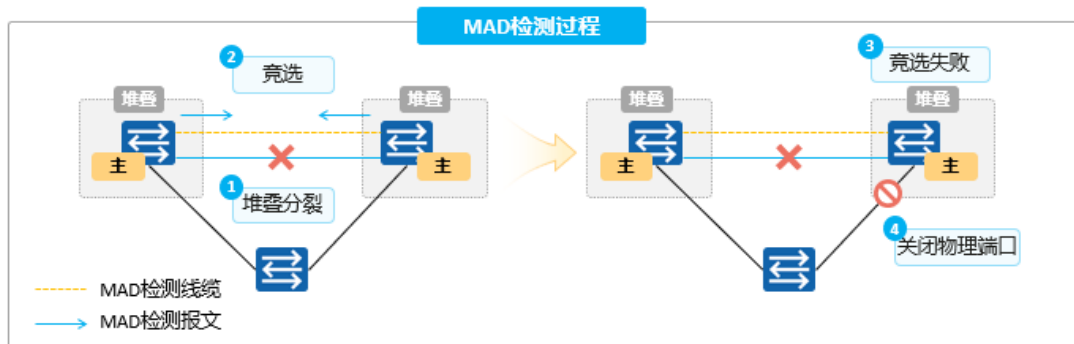 MAD检测过程
2
竞选
堆叠
堆叠
主
主
1
堆叠分裂
MAD检测线缆
MAD检测报文
3
竞选失败
堆叠
堆叠
主
主
4
关闭物理端口